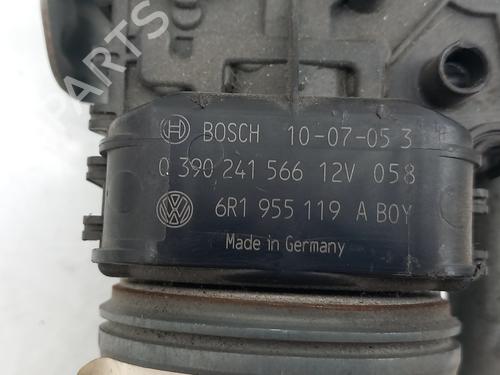 PARTS
BOSCH 10-07-05 3
0 390 241 566 12V 058
6R1 955 119 A BOY
Made in Germany